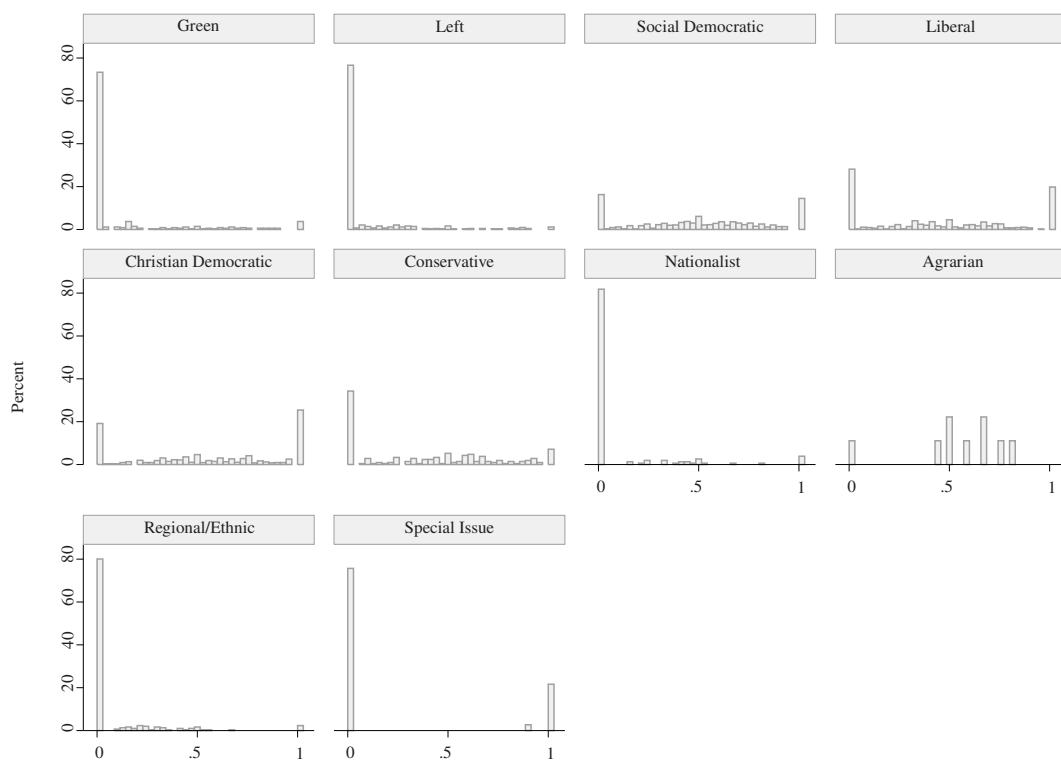 Green Left Social Democratic Liberal
80
60
40
20
0
Christian Democratic Conservative Nationalist Agrarian
80
60
40
20
0
0 .5 1 0 .5 1
Percent
Regional/Ethnic Special Issue
80
60
40
20
0
0 .5 1 0 .5 1